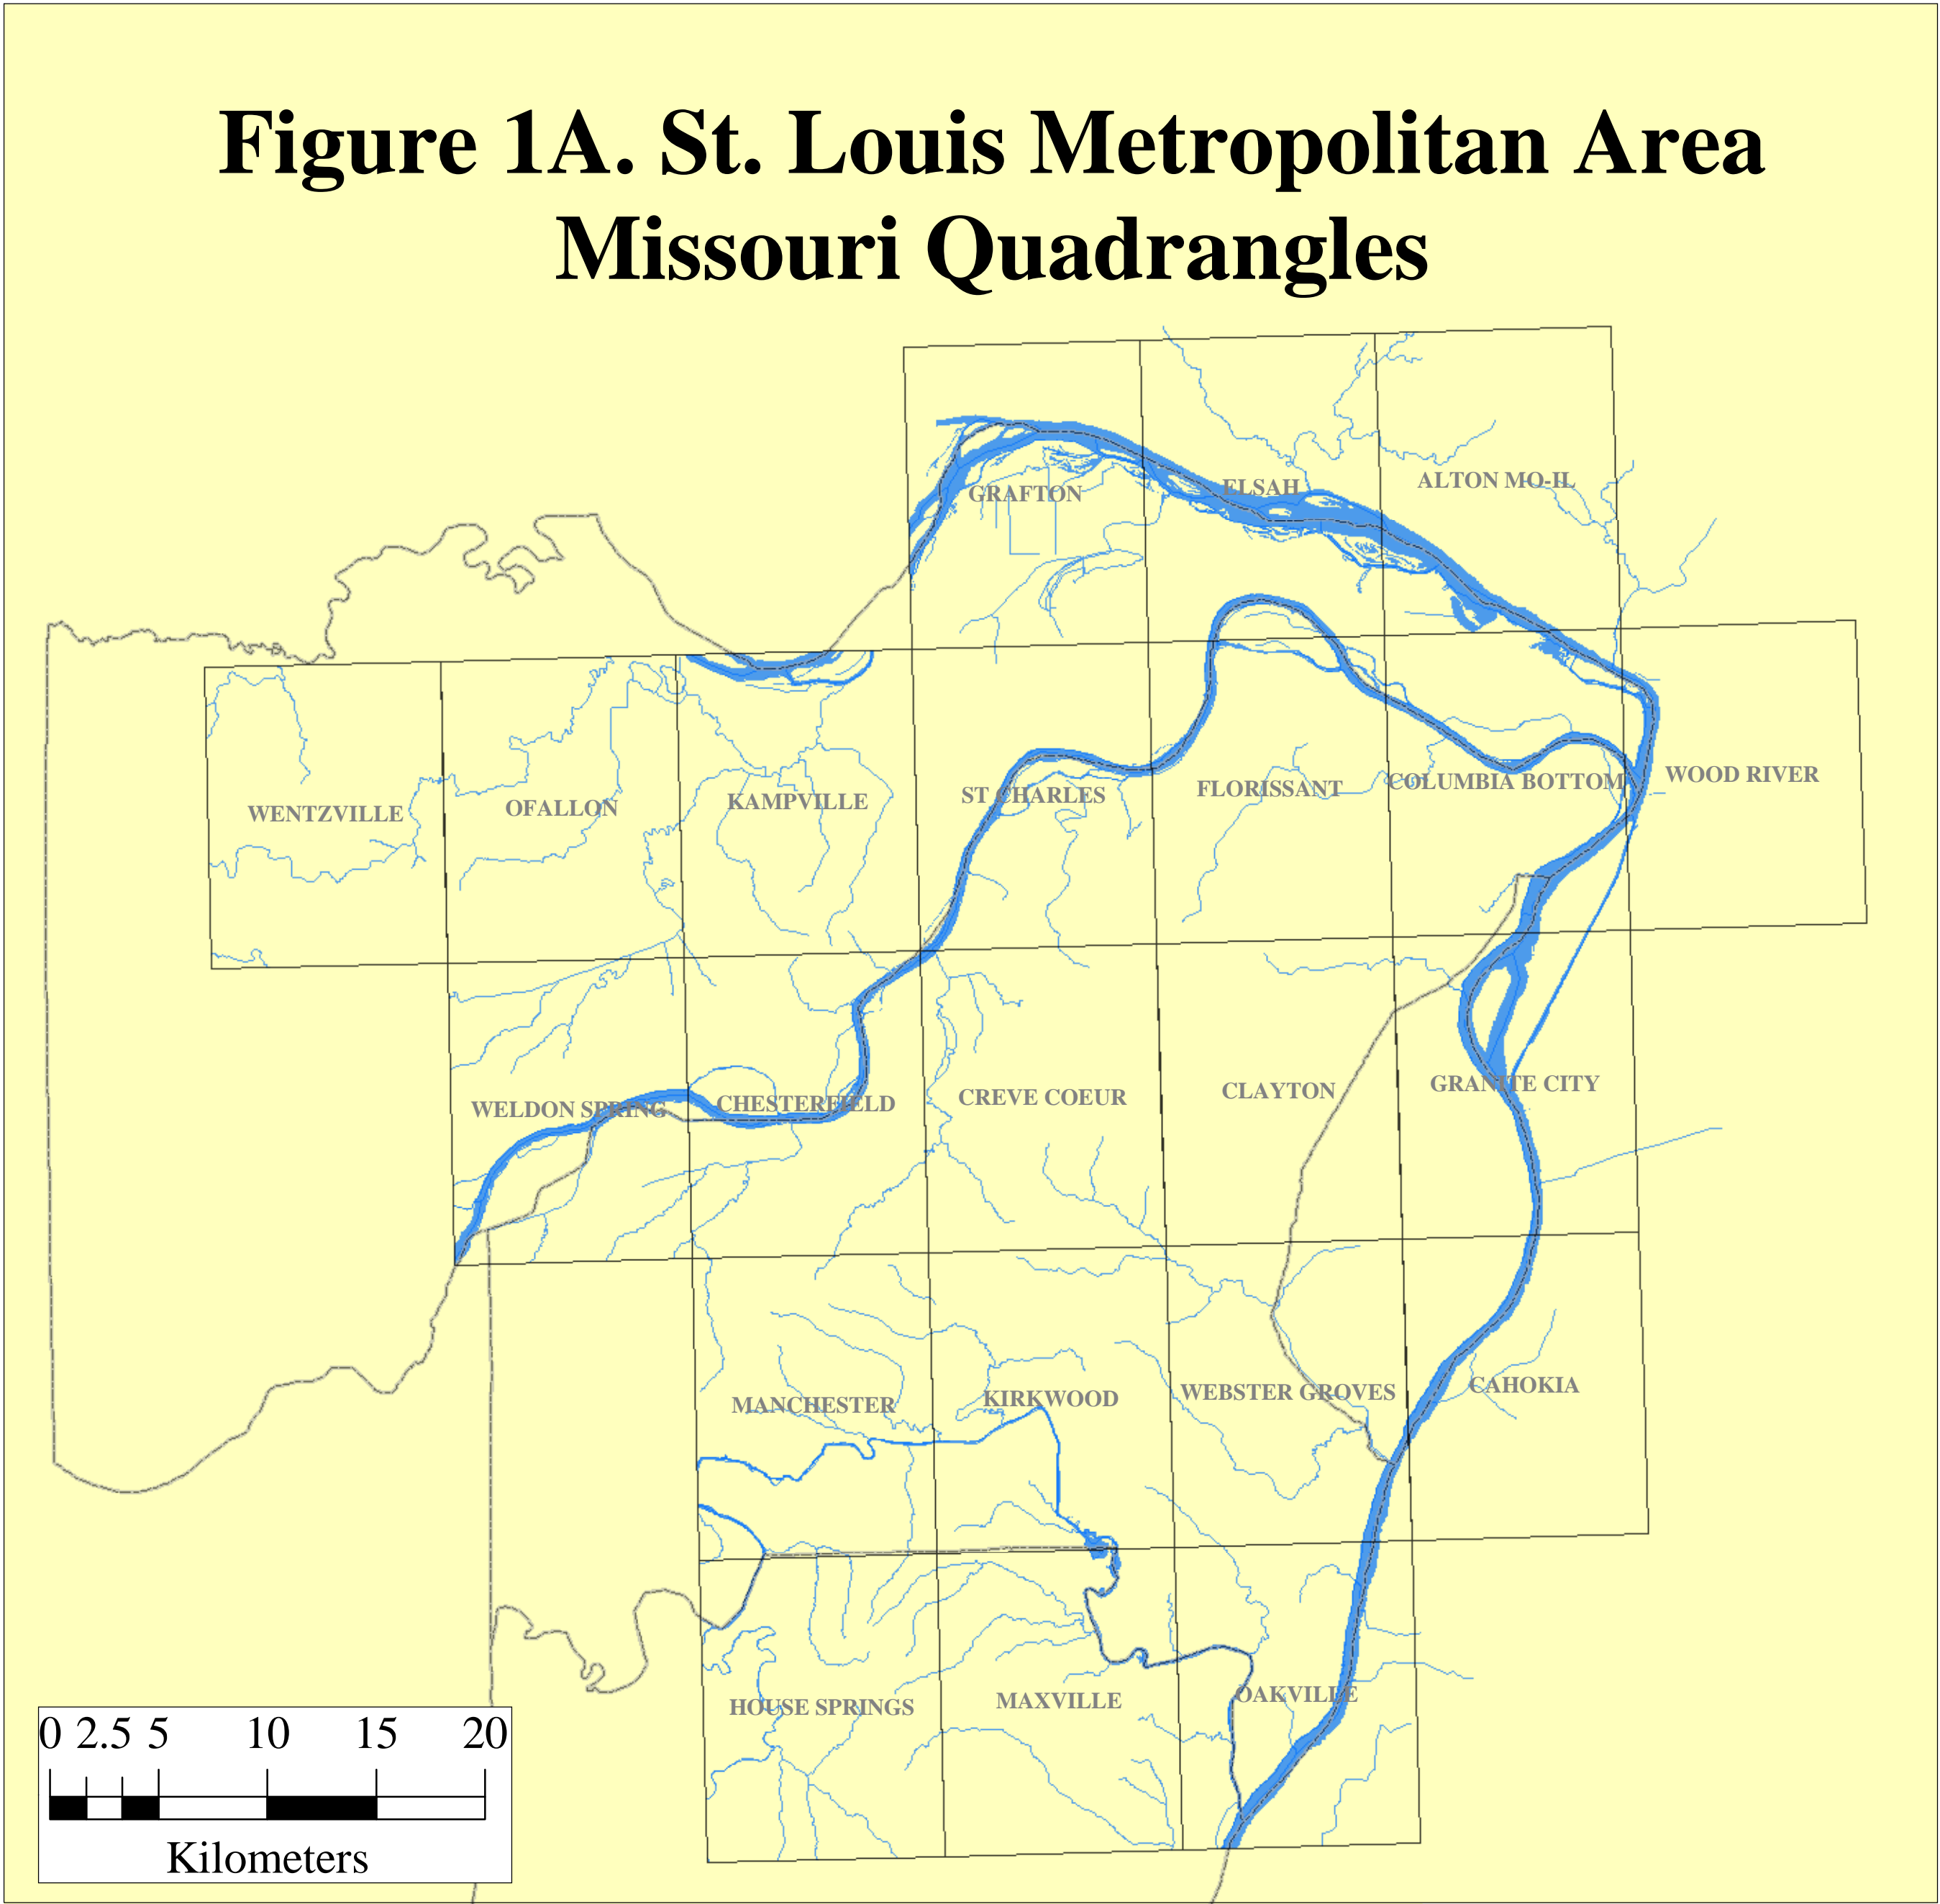 Figure 1A. St. Louis Metropolitan Area
Missouri Quadrangles
GRAFTON
ELSAH
ALTON MO-IL
WENTZVILLE
OFALLON
KAMPVILLE
ST CHARLES
FLORISSANT
COLUMBIA BOTTOM
WOOD RIVER
WELDON SPRING
CHESTERFIELD
CREVE COEUR
CLAYTON
GRANITE CITY
MANCHESTER
KIRKWOOD
WEBSTER GROVES
CAHOKIA
HOUSE SPRINGS
MAXVILLE
OAKVILLE
0 2.5 5 10 15 20
Kilometers